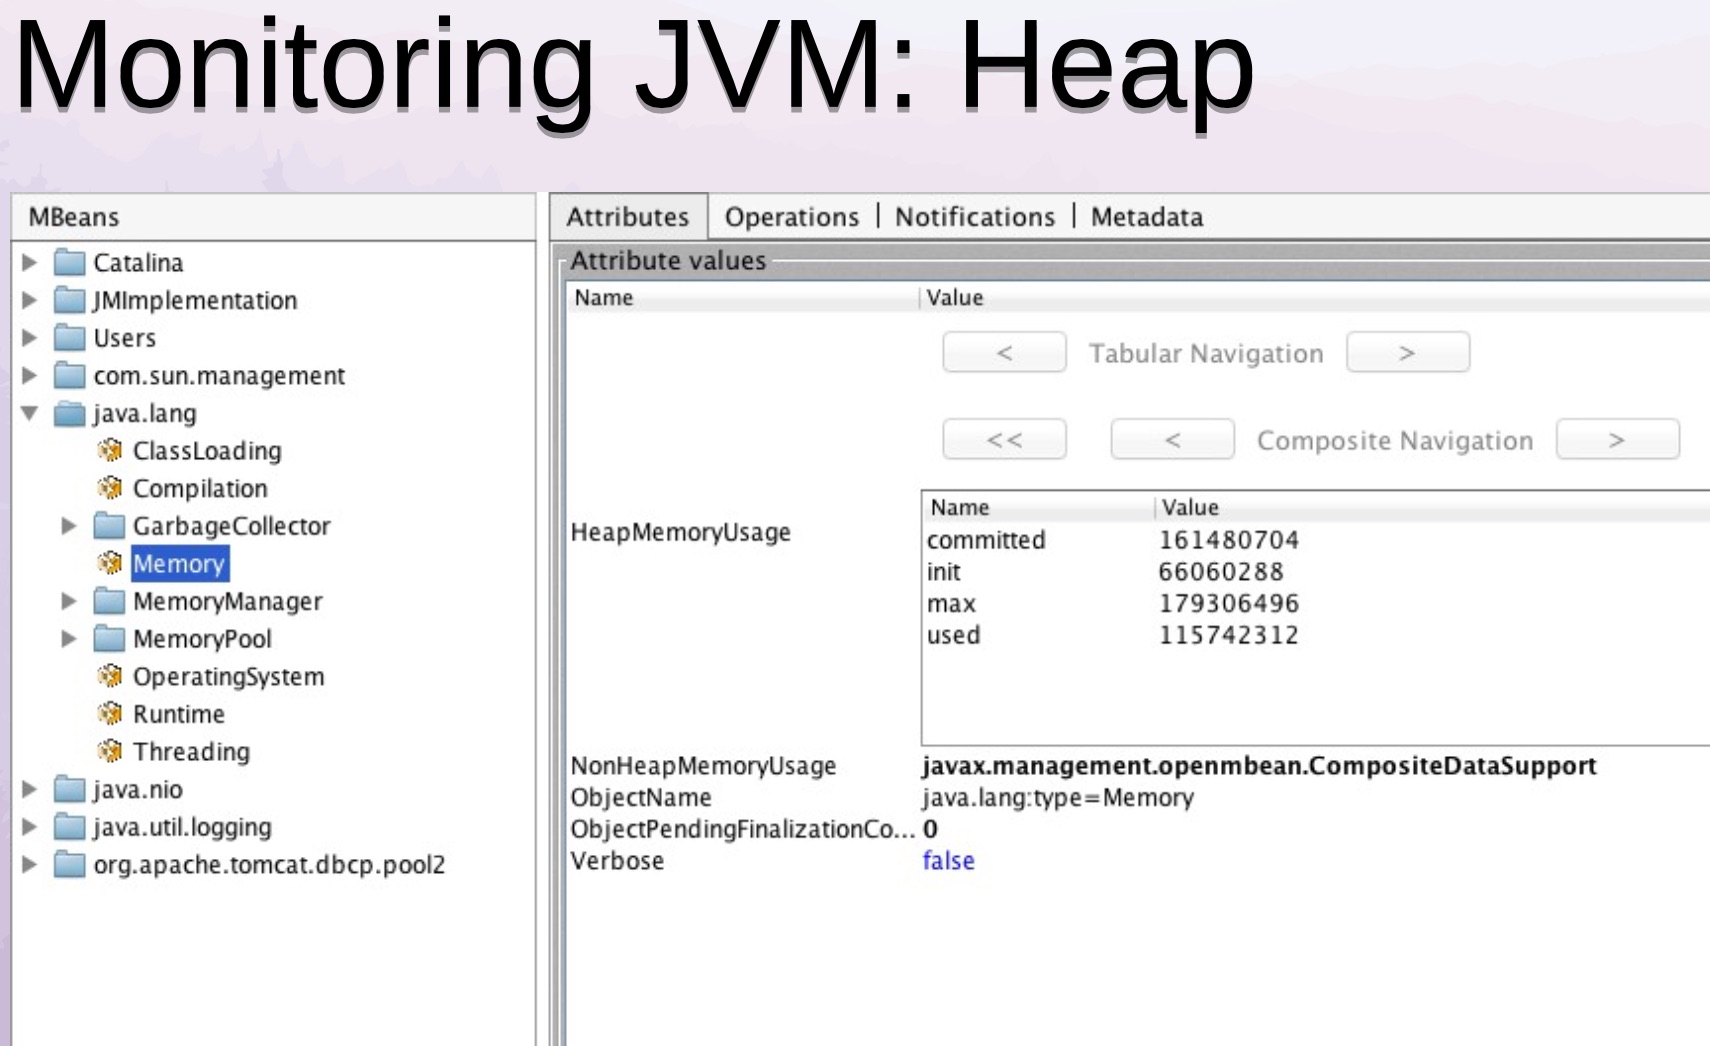 Monitoring JVM: Heap
MBeans
Catalina
JMImplementation
Users
com.sun.management
java.lang
ClassLoading
Compilation
GarbageCollector
Memory
MemoryManager
MemoryPool
OperatingSystem
Runtime
Threading
java.nio
java.util.logging
org.apache.tomcat.dbcp.pool2
Attributes Operations | Notifications | Metadata
Attribute values
Name Value
< Tabular Navigation >
<< < Composite Navigation >
HeapMemoryUsage
Name Value
committed 161480704
init 66060288
max 179306496
used 115742312
NonHeapMemoryUsage javax.management.openmbean.CompositeDataSupport
ObjectName java.lang:type=Memory
ObjectPendingFinalizationCo... 0
Verbose false